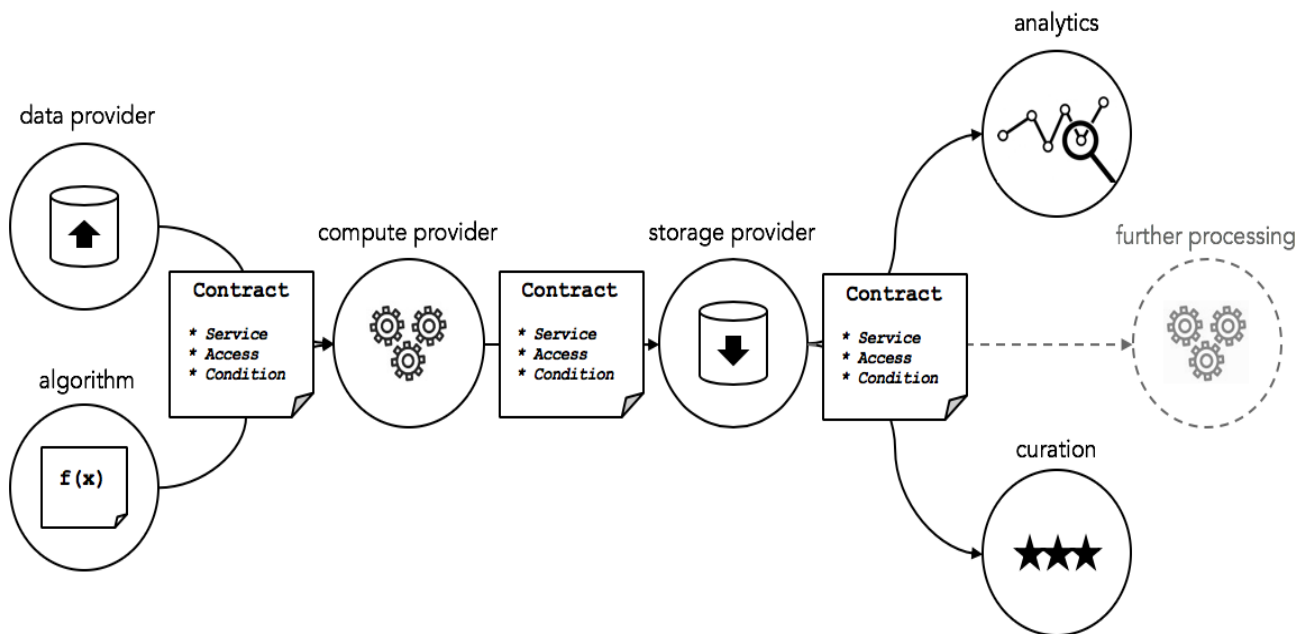 analytics
data provider
compute provider
storage provider
further processing
Contract
* Service
* Access
* Condition
Contract
* Service
* Access
* Condition
Contract
* Service
* Access
* Condition
algorithm
f(x)
curation